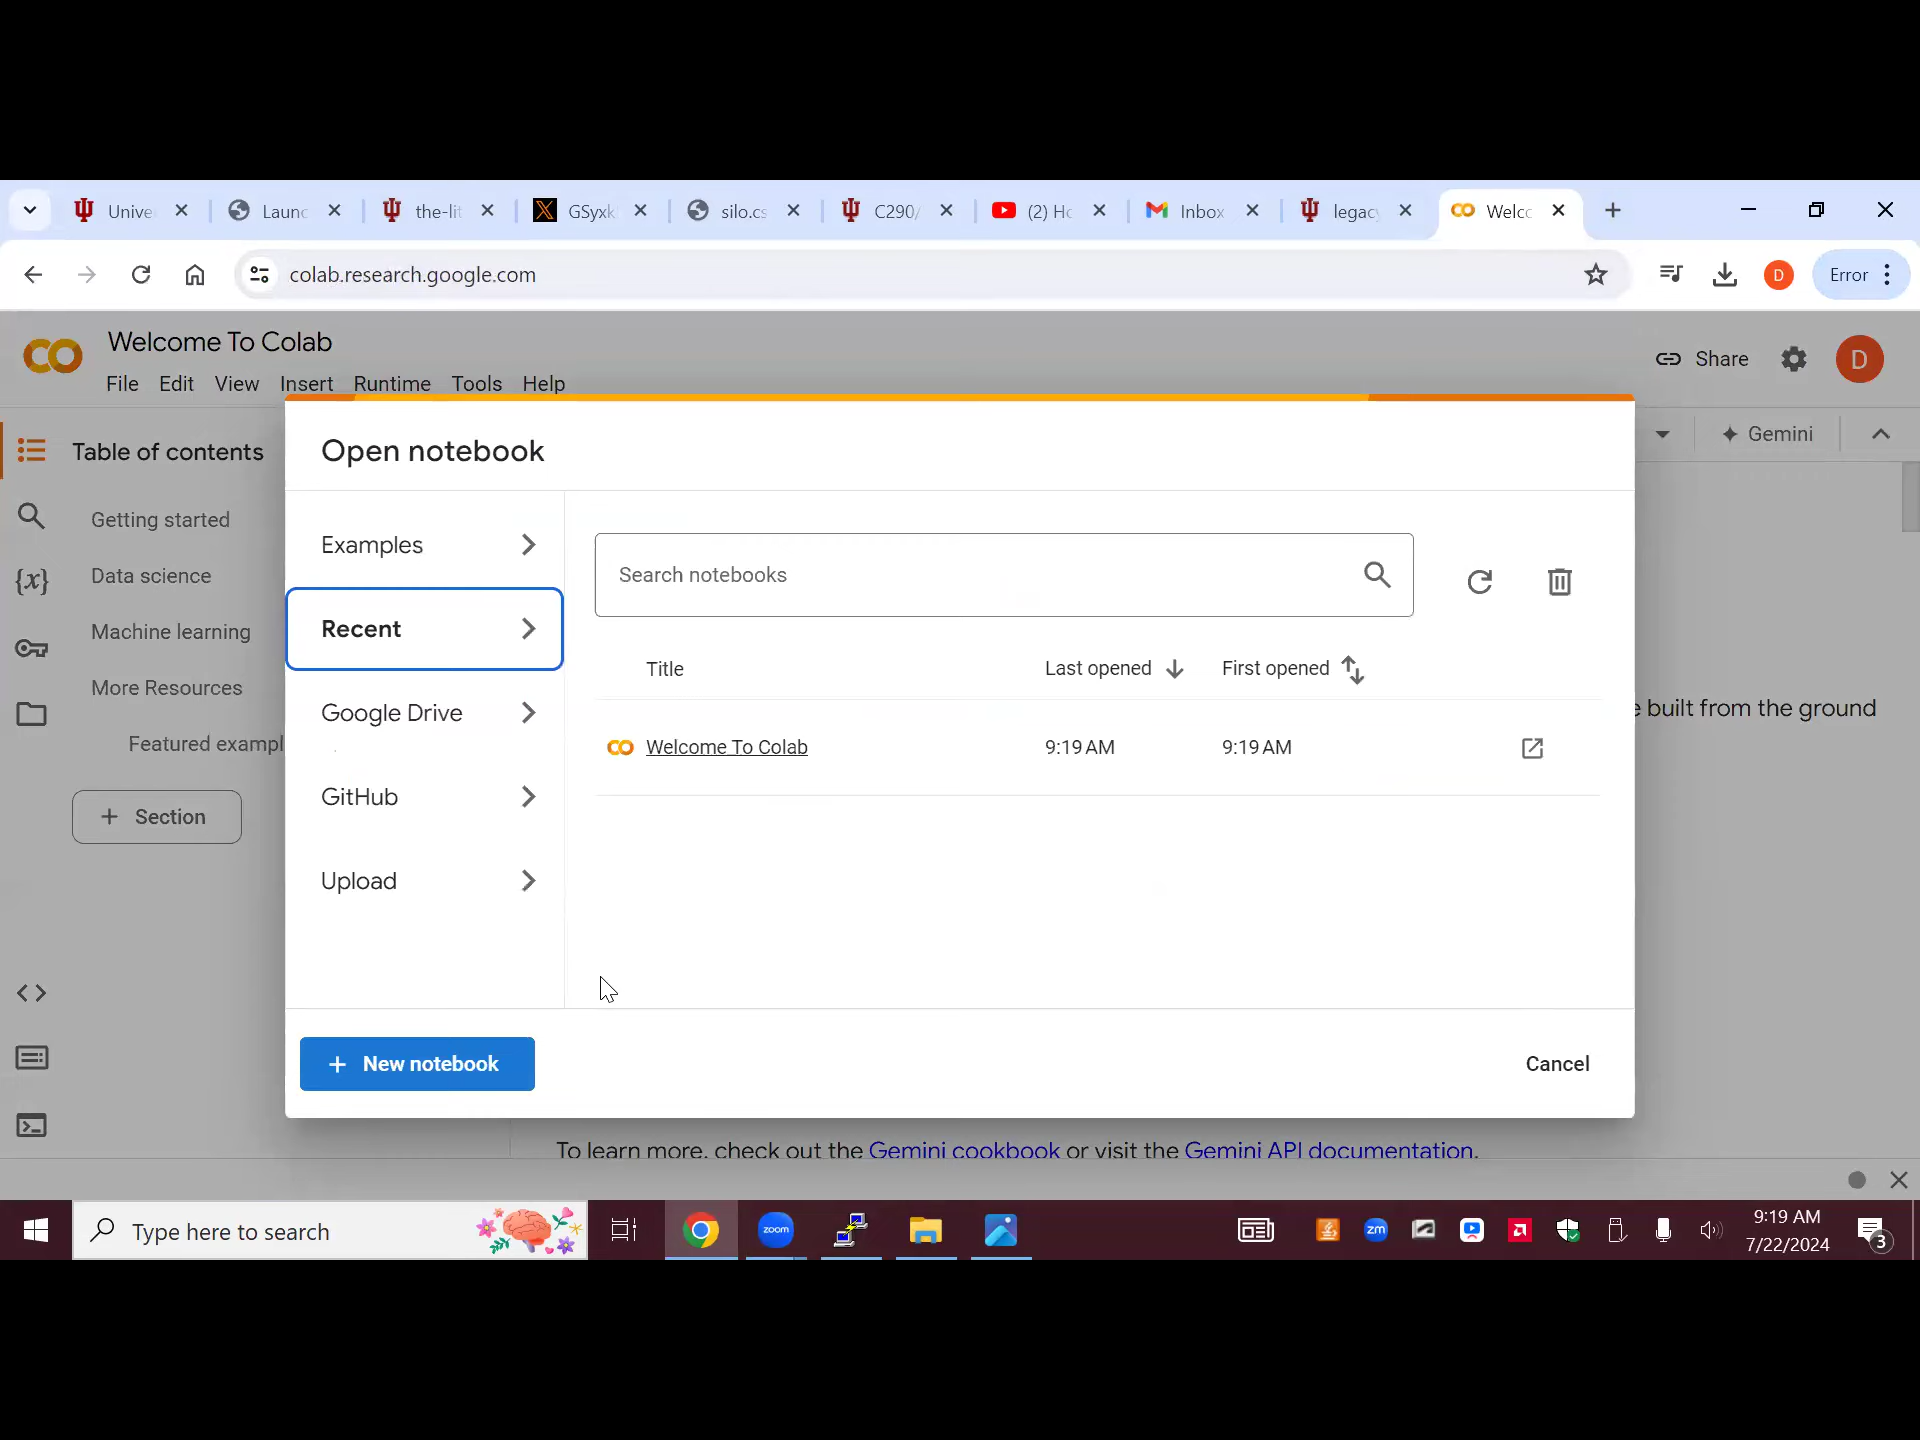 Unive
Launc
the-lit
GSyxk
silo.cs
C290/
(2) Ho
Inbox
legacy
Welco
colab.research.google.com
D
Error
Welcome To Colab
File Edit View Insert Runtime Tools Help
Share
D
Table of contents
Getting started
Data science
Machine learning
More Resources
Featured exampl
+ Section
Gemini
Open notebook
Examples
Recent
Google Drive
GitHub
Upload
Search notebooks
Title Last opened First opened
Welcome To Colab 9:19 AM 9:19 AM
+ New notebook
Cancel
e built from the ground
To learn more, check out the Gemini cookbook or visit the Gemini API documentation.
Type here to search
zoom
zm
9:19 AM
7/22/2024
3